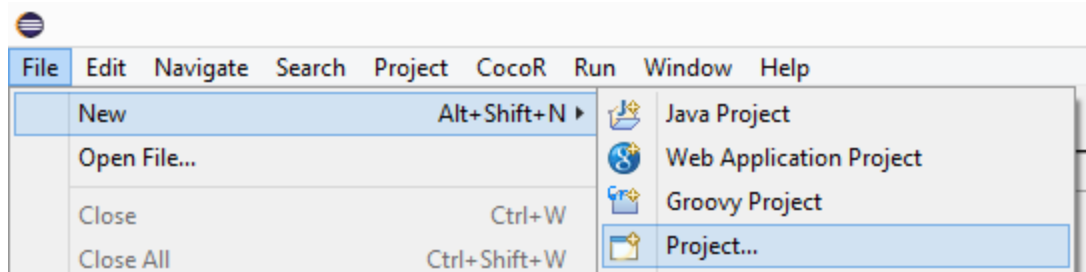 File Edit Navigate Search Project CocoR Run Window Help
New Alt+Shift+N
Open File...
Close Ctrl+W
Close All Ctrl+Shift+W
Java Project
Web Application Project
Groovy Project
Project...